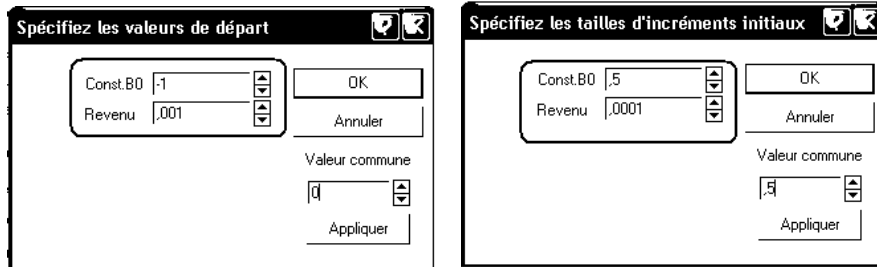 Spécifiez les valeurs de départ
Const.B0 -1
Revenu ,001
OK
Annuler
Valeur commune
0
Appliquer
Spécifiez les tailles d'incréments initiaux
Const.B0 ,5
Revenu ,0001
OK
Annuler
Valeur commune
,5
Appliquer